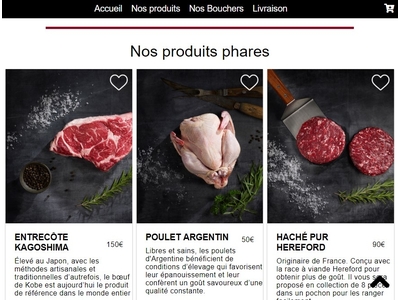 Accueil Nos produits Nos Bouchers Livraison
Nos produits phares
ENTRECÔTE
KAGOSHIMA
150€
Élevé au Japon, avec les
méthodes artisanales et
traditionnelles d'autrefois, le bœuf
de Kobe est aujourd'hui le produit
de référence dans le monde entier
POULET ARGENTIN
50€
Libres et sains, les poulets
d'Argentine bénéficient de
conditions d'élevage qui favorisent
leur épanouissement et leur
confèrent un goût savoureux d'une
qualité constante.
HACHÉ PUR
HEREFORD
90€
Originaire de France. Conçu avec
la race à viande Hereford pour
obtenir plus de goût. Il vous sera
proposé en collection de 8 pièces
dans un pochon pour les ranger
facilement.